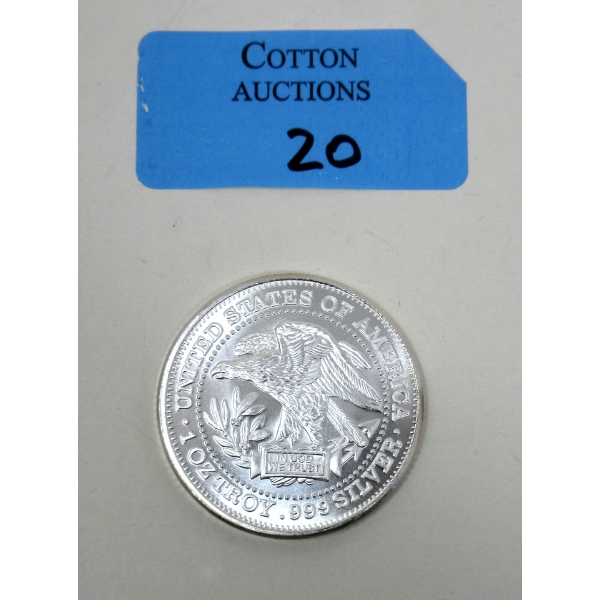 COTTON
AUCTIONS
20
UNITED STATES OF AMERICA
IN GOD
WE TRUST
· 1 OZ TROY .999 SILVER ·